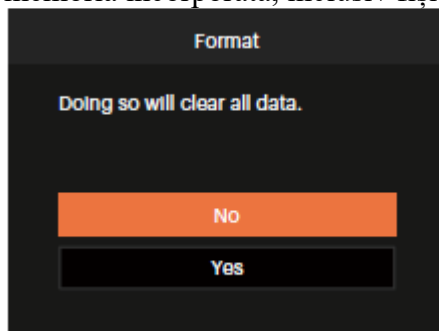 Format
Doing so will clear all data.
No
Yes